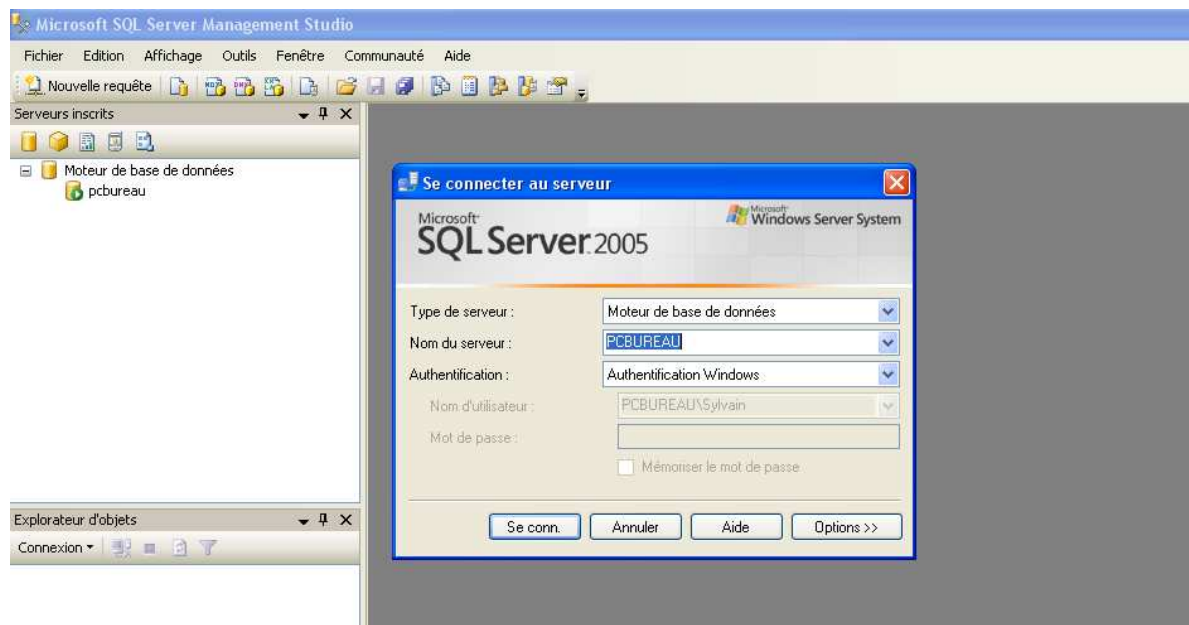 Microsoft SQL Server Management Studio
Fichier Edition Affichage Outils Fenêtre Communauté Aide
Nouvelle requête
Serveurs inscrits
Moteur de base de données
pcbureau
Se connecter au serveur
Microsoft
SQL Server 2005
Microsoft
Windows Server System
Type de serveur : Moteur de base de données
Nom du serveur : PCBUREAU
Authentification : Authentification Windows
Nom d'utilisateur : PCBUREAU\Sylvain
Mot de passe :
Mémoriser le mot de passe
Se conn. Annuler Aide Options >>
Explorateur d'objets
Connexion